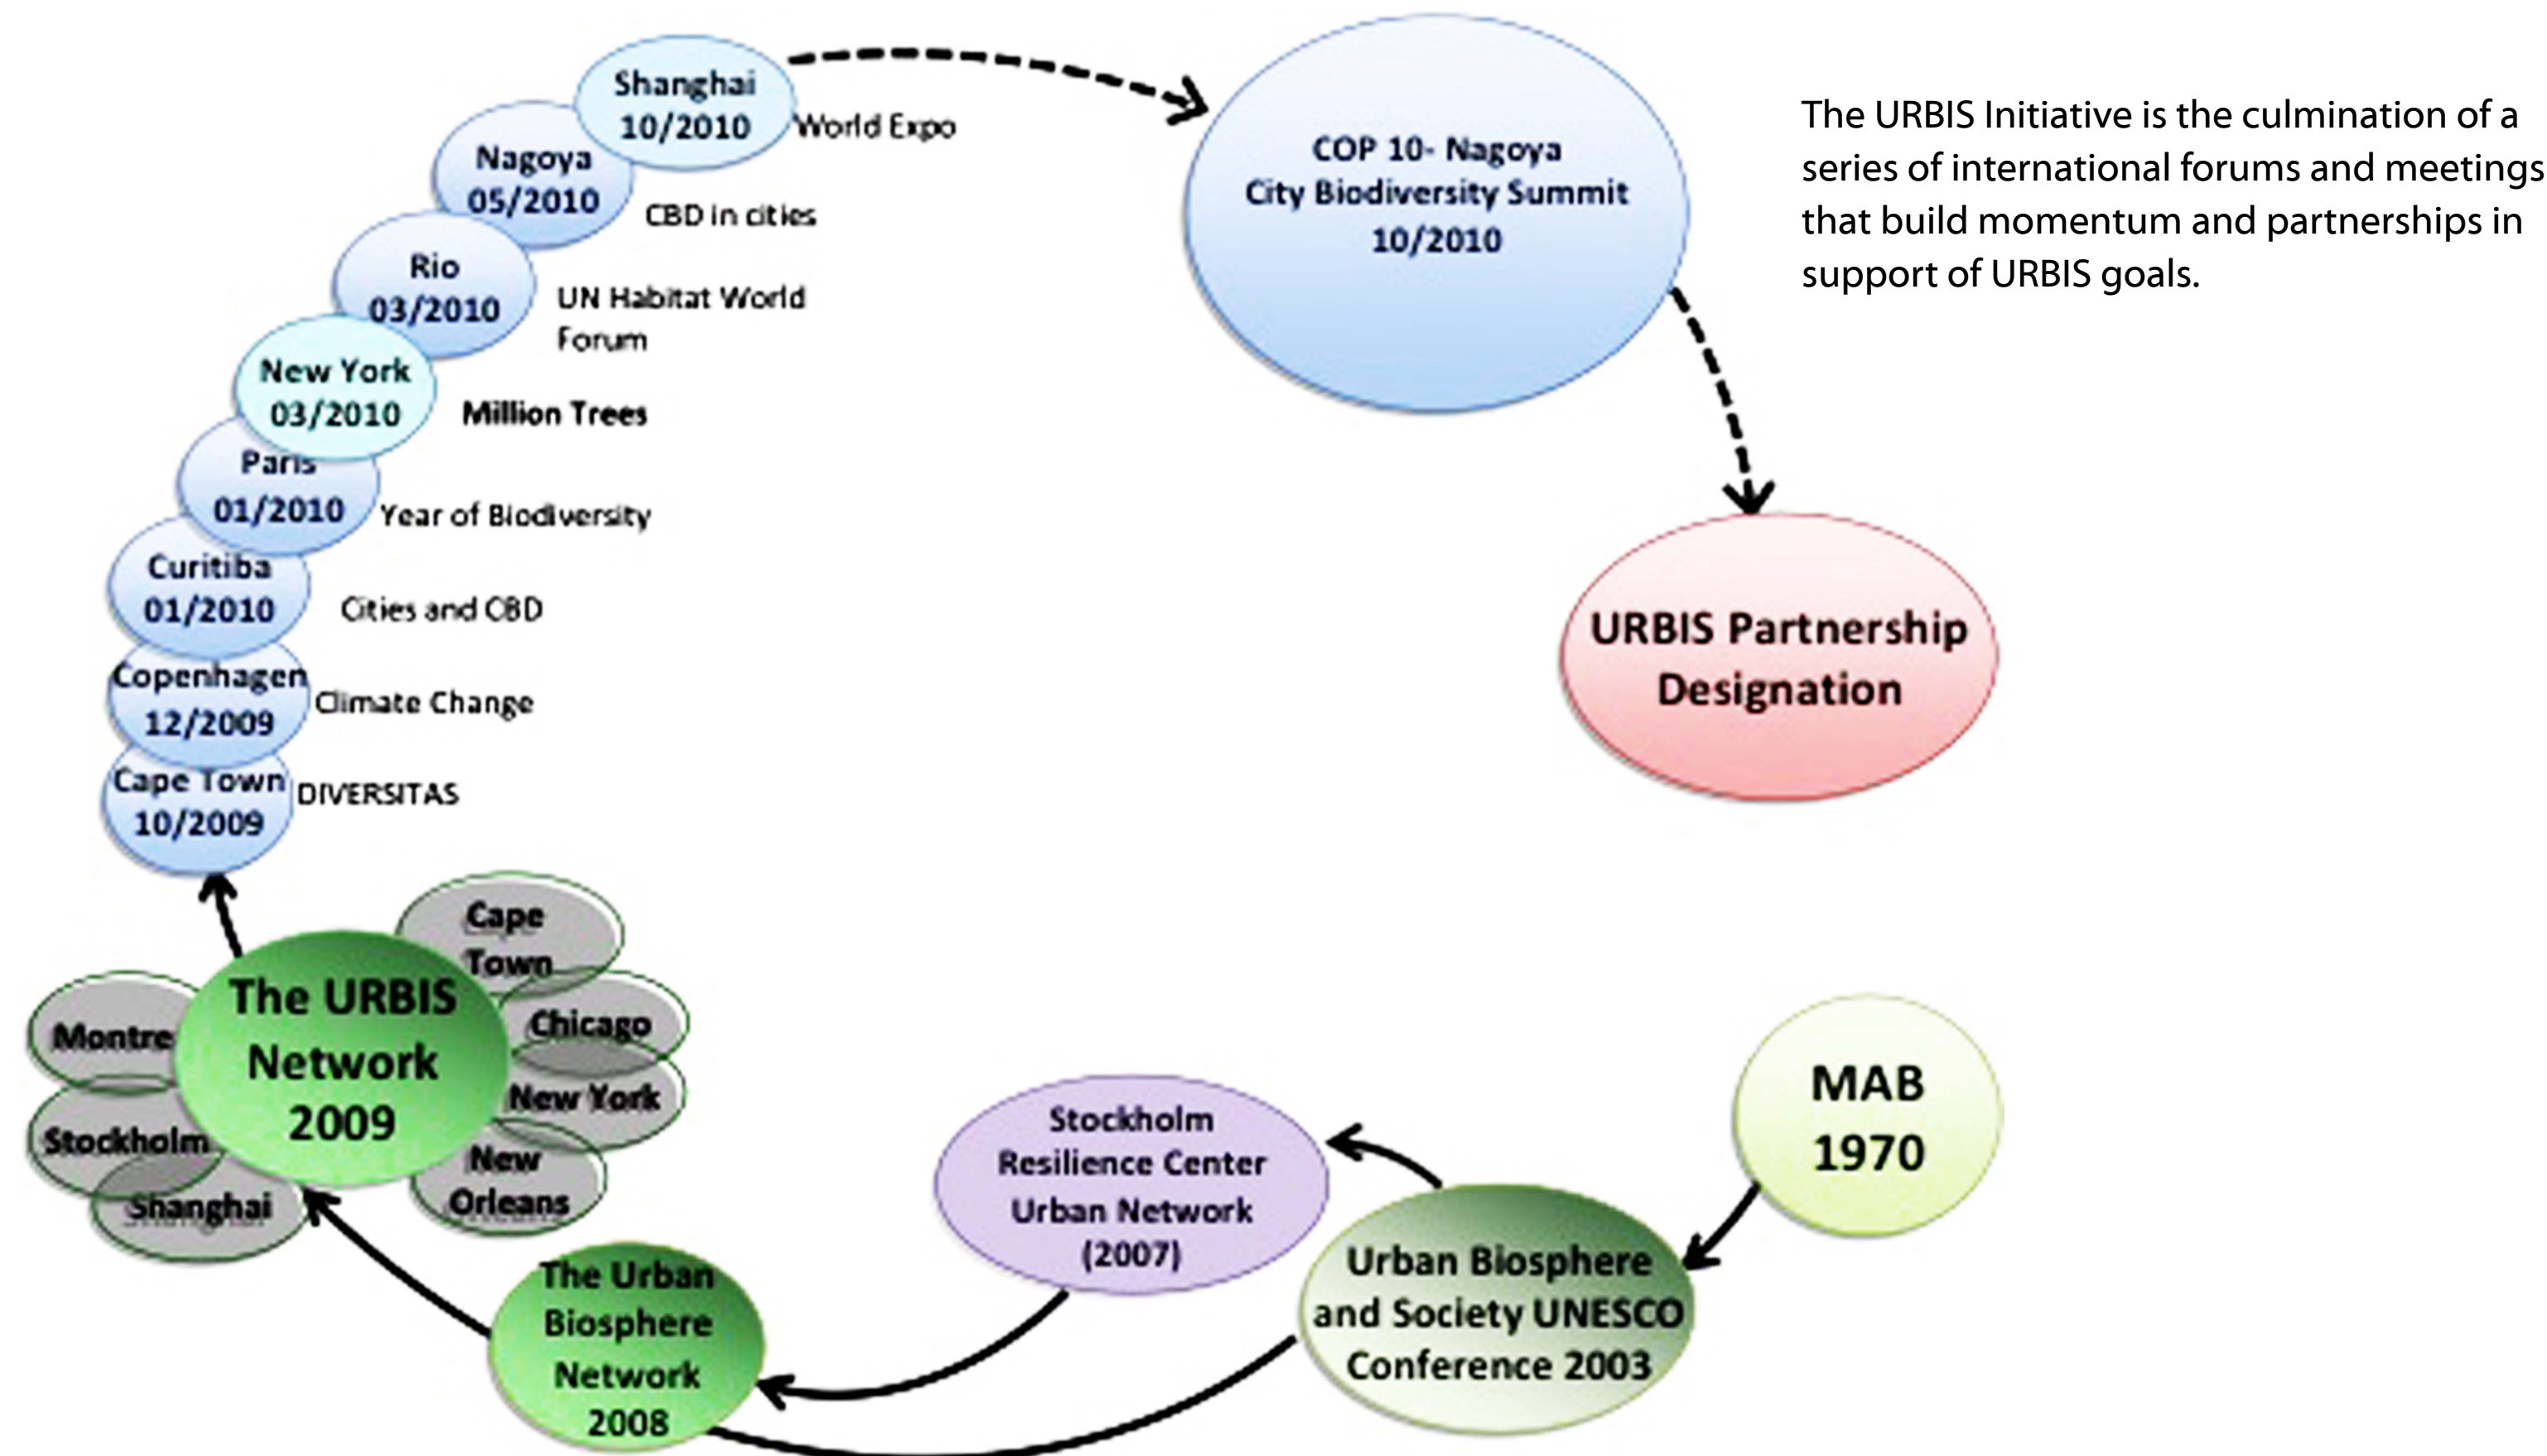 Shanghai
10/2010
World Expo
Nagoya
05/2010
CBD in cities
Rio
03/2010
UN Habitat World
Forum
New York
03/2010
Million Trees
Paris
01/2010
Year of Biodiversity
Curitiba
01/2010
Cities and CBD
Copenhagen
12/2009
Climate Change
Cape Town
10/2009
DIVERSITAS
COP 10- Nagoya
City Biodiversity Summit
10/2010
The URBIS Initiative is the culmination of a
series of international forums and meetings
that build momentum and partnerships in
support of URBIS goals.
URBIS Partnership
Designation
The URBIS
Network
2009
Cape
Town
Chicago
New York
New
Orleans
Montre
Stockholm
Shanghai
The Urban
Biosphere
Network
2008
Stockholm
Resilience Center
Urban Network
(2007)
Urban Biosphere
and Society UNESCO
Conference 2003
MAB
1970